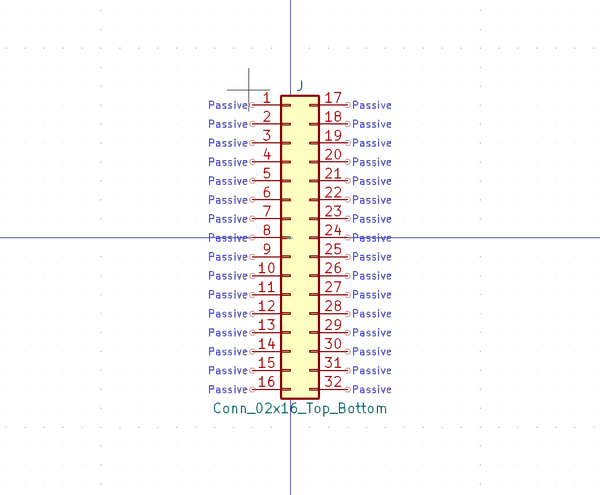 J
Passive 1 17 Passive
Passive 2 18 Passive
Passive 3 19 Passive
Passive 4 20 Passive
Passive 5 21 Passive
Passive 6 22 Passive
Passive 7 23 Passive
Passive 8 24 Passive
Passive 9 25 Passive
Passive 10 26 Passive
Passive 11 27 Passive
Passive 12 28 Passive
Passive 13 29 Passive
Passive 14 30 Passive
Passive 15 31 Passive
Passive 16 32 Passive
Conn_02x16_Top_Bottom